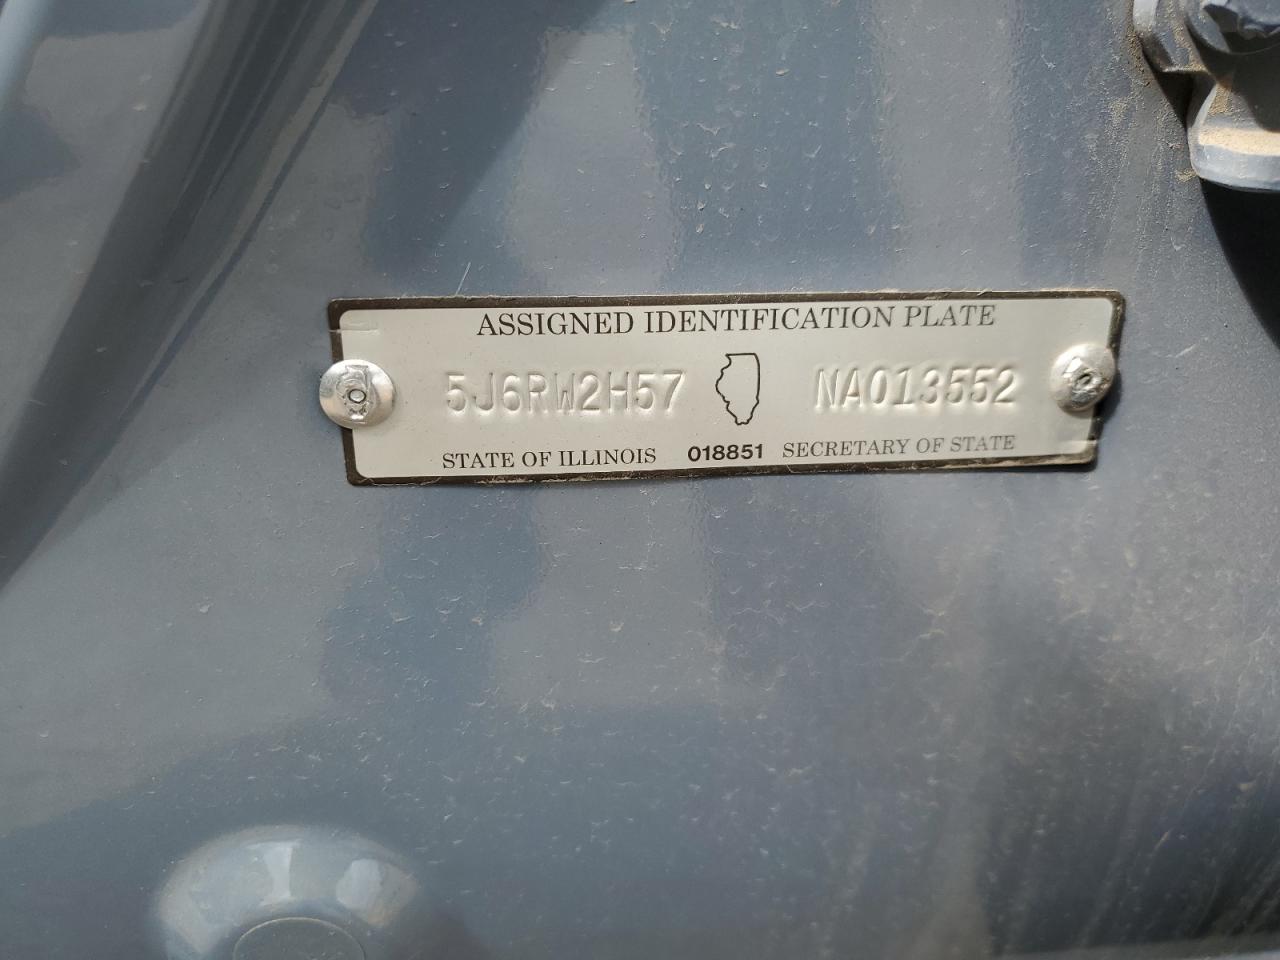 ASSIGNED IDENTIFICATION PLATE
5J6RW2H57 NA013552
STATE OF ILLINOIS 018851 SECRETARY OF STATE